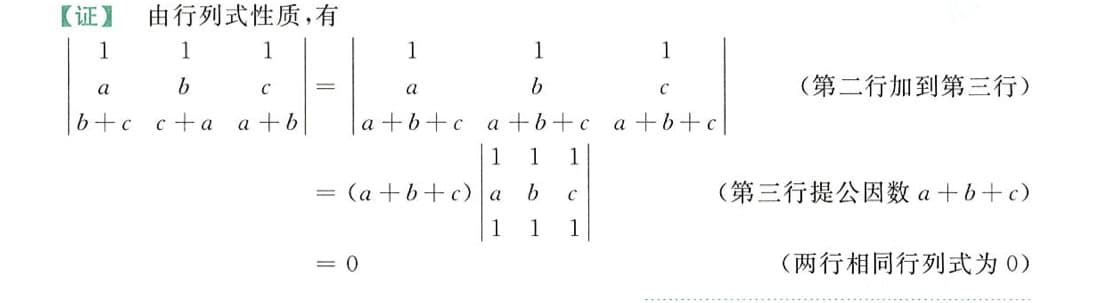 【证】 由行列式性质,有
| 1 1 1 | | 1 1 1 |
| a b c | = | a b c | (第二行加到第三行)
| b+c c+a a+b | | a+b+c a+b+c a+b+c |
| 1 1 1 |
= (a+b+c) | a b c | (第三行提公因数 a+b+c)
| 1 1 1 |
= 0 (两行相同行列式为 0)